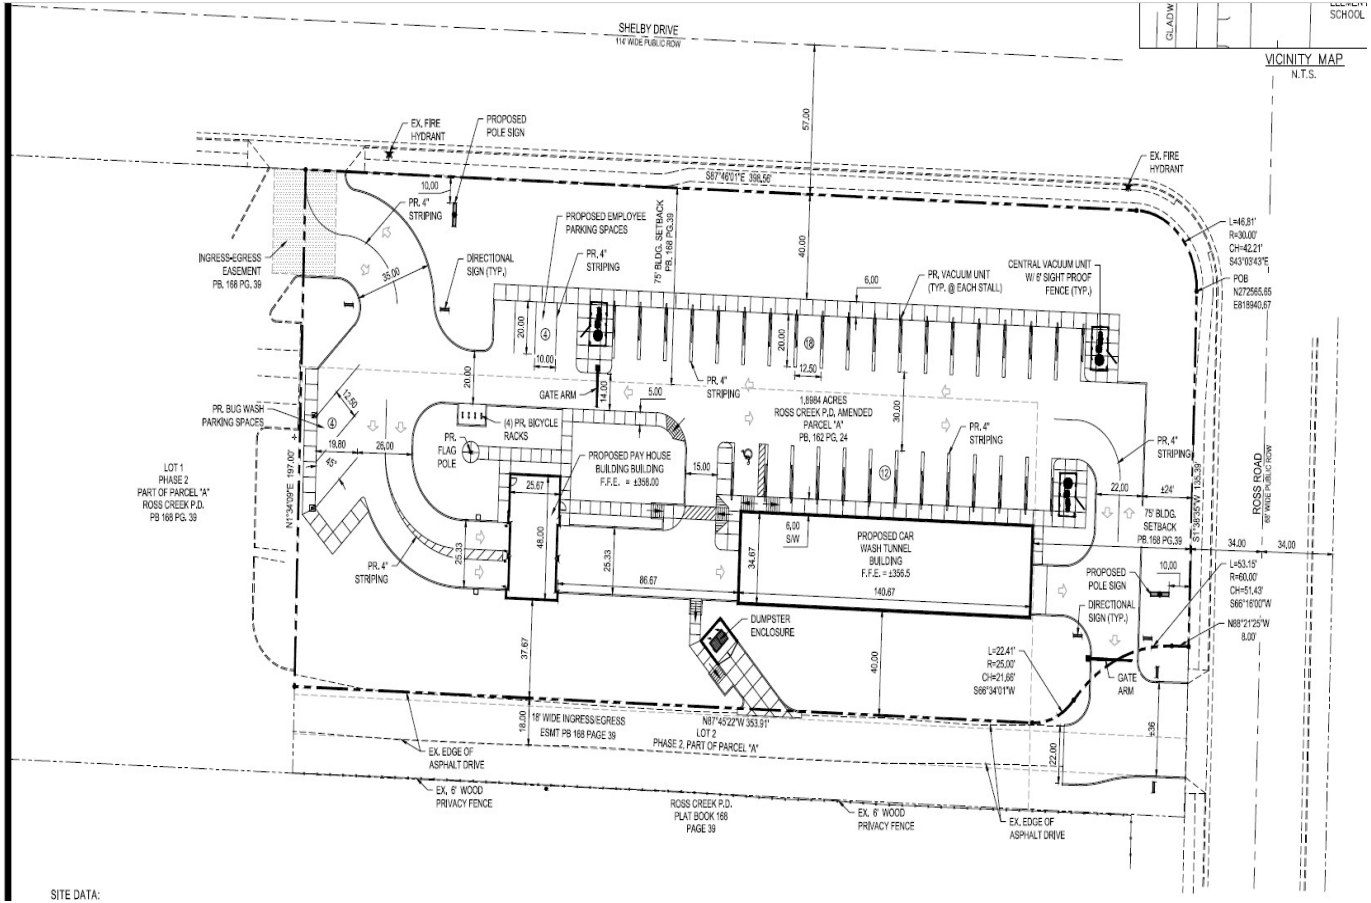 SHELBY DRIVE
114' WIDE PUBLIC ROW
GLADW
SCHOOL
VICINITY MAP
N.T.S.
EX. FIRE
HYDRANT
PROPOSED
POLE SIGN
57.00
EX. FIRE
HYDRANT
S87°46'01"E 398.56'
10.00
PR. 4"
STRIPING
PROPOSED EMPLOYEE
PARKING SPACES
75' BLDG. SETBACK
PB. 168 PG.39
40.00
L=46.81'
R=30.00'
CH=42.21'
S43°03'43"E
POB
N272565.65
E818940.67
INGRESS-EGRESS
EASEMENT
PB. 168 PG. 39
35.00
DIRECTIONAL
SIGN (TYP.)
PR. 4"
STRIPING
6.00
PR. VACUUM UNIT
(TYP. @ EACH STALL)
CENTRAL VACUUM UNIT
W/ 6' SIGHT PROOF
FENCE (TYP.)
20.00
4
10.00
20.00
18
12.50
20.00
GATE ARM
14.00
5.00
PR. 4"
STRIPING
30.00
1.8984 ACRES
ROSS CREEK P.D. AMENDED
PARCEL "A"
PB. 162 PG. 24
PR. BUG WASH
PARKING SPACES
12.50
4
19.80
26.00
45°
PR.
FLAG
POLE
(4) PR. BICYCLE
RACKS
PROPOSED PAY HOUSE
BUILDING BUILDING
F.F.E. = ±358.00
15.00
12
PR. 4"
STRIPING
PR. 4"
STRIPING
22.00
±24'
75' BLDG.
SETBACK
PB. 168 PG.39
S1°38'35"W 135.39'
ROSS ROAD
68' WIDE PUBLIC ROW
34.00
34.00
LOT 1
PHASE 2
PART OF PARCEL "A"
ROSS CREEK P.D.
PB 168 PG. 39
N1°34'09"E 197.00'
25.67
48.00
25.33
PR. 4"
STRIPING
25.33
86.67
6.00
S/W
34.67
PROPOSED CAR
WASH TUNNEL
BUILDING
F.F.E. = ±356.5
140.67
PROPOSED
POLE SIGN
10.00
DIRECTIONAL
SIGN (TYP.)
L=53.15'
R=60.00'
CH=51.43'
S66°16'00"W
N88°21'25"W
8.00'
DUMPSTER
ENCLOSURE
37.67
40.00
L=22.41'
R=25.00'
CH=21.66'
S66°34'01"W
GATE
ARM
18.00
18' WIDE INGRESS/EGRESS
ESMT PB 168 PAGE 39
N87°45'22"W 353.91'
LOT 2
PHASE 2, PART OF PARCEL "A"
±36
22.00
EX. EDGE OF
ASPHALT DRIVE
EX. 6' WOOD
PRIVACY FENCE
ROSS CREEK P.D.
PLAT BOOK 168
PAGE 39
EX. 6' WOOD
PRIVACY FENCE
EX. EDGE OF
ASPHALT DRIVE
SITE DATA: